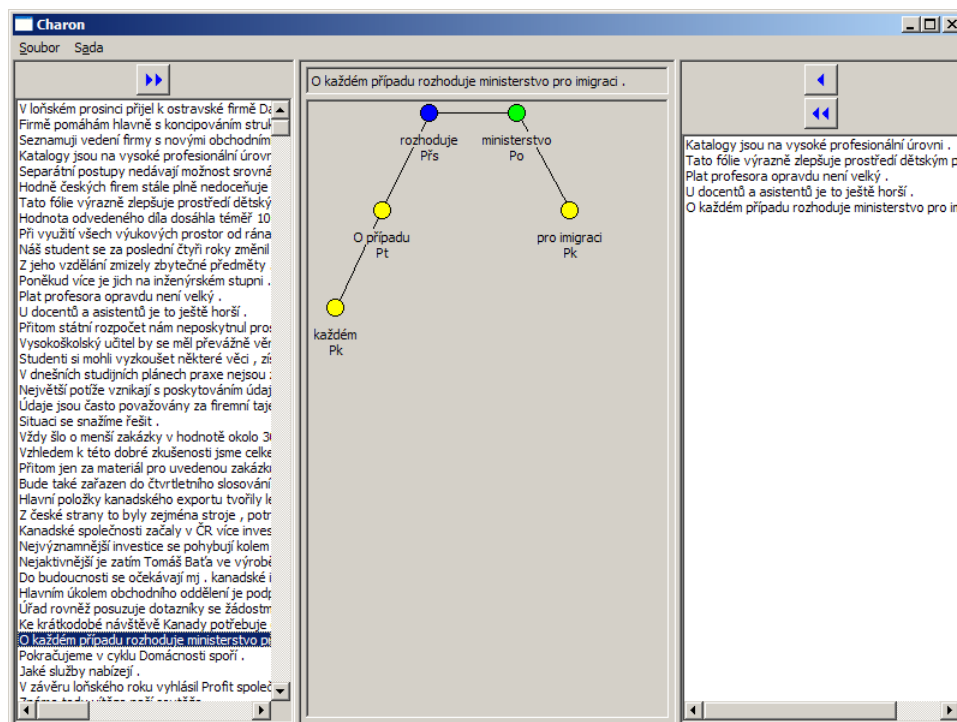 Charon
Soubor Sada
V loňském prosinci přijel k ostravské firmě
Firmě pomáhám hlavně s koncipováním
Seznamuji vedení firmy s novými obchodním
Katalogy jsou na vysoké profesionální úrovr
Separátní postupy nedávají možnost srovná
Hodně českých firem stále plně nedoceňuje
Tato fólie výrazně zlepšuje prostředí dětský
Hodnota odvedeného díla dosáhla téměř 10
Při využití všech výukových prostor od rána
Náš student se za poslední čtyři roky změnil
Z jeho vzdělání zmizely zbytečné předměty
Poněkud více je jich na inženýrském stupni .
Plat profesora opravdu není velký .
U docentů a asistentů je to ještě horší .
Přitom státní rozpočet nám neposkytnul pros
Vysokoškolský učitel by se měl převážně věr
Studenti si mohli vyzkoušet některé věci , zís
V dnešních studijních plánech praxe nejsou
Největší potíže vznikají s poskytováním údaj
Údaje jsou často považovány za firemní taje
Situaci se snažíme řešit .
Vždy šlo o menší zakázky v hodnotě okolo 30
Vzhledem k této dobré zkušenosti jsme celke
Přitom jen za materiál pro uvedenou zakázk
Bude také zařazen do čtvrtletního slosování
Hlavní položky kanadského exportu tvořily le
Z české strany to byly zejména stroje , potr
Kanadské společnosti začaly v ČR více inves
Nejvýznamnější investice se pohybují kolem
Nejaktivnější je zatím Tomáš Baťa ve výrobě
Do budoucnosti se očekávají mj . kanadské i
Hlavním úkolem obchodního oddělení je podp
Úřad rovněž posuzuje dotazníky se žádostm
Ke krátkodobé návštěvě Kanady potřebuje
O každém případu rozhoduje ministerstvo p
Pokračujeme v cyklu Domácnosti spoří .
Jaké služby nabízejí .
V závěru loňského roku vyhlásil Profit společ
O každém případu rozhoduje ministerstvo pro imigraci .
rozhoduje ministerstvo
Přs Po
O případu pro imigraci
Pt Pk
každém
Pk
Katalogy jsou na vysoké profesionální úrovni .
Tato fólie výrazně zlepšuje prostředí dětským p
Plat profesora opravdu není velký .
U docentů a asistentů je to ještě horší .
O každém případu rozhoduje ministerstvo pro im